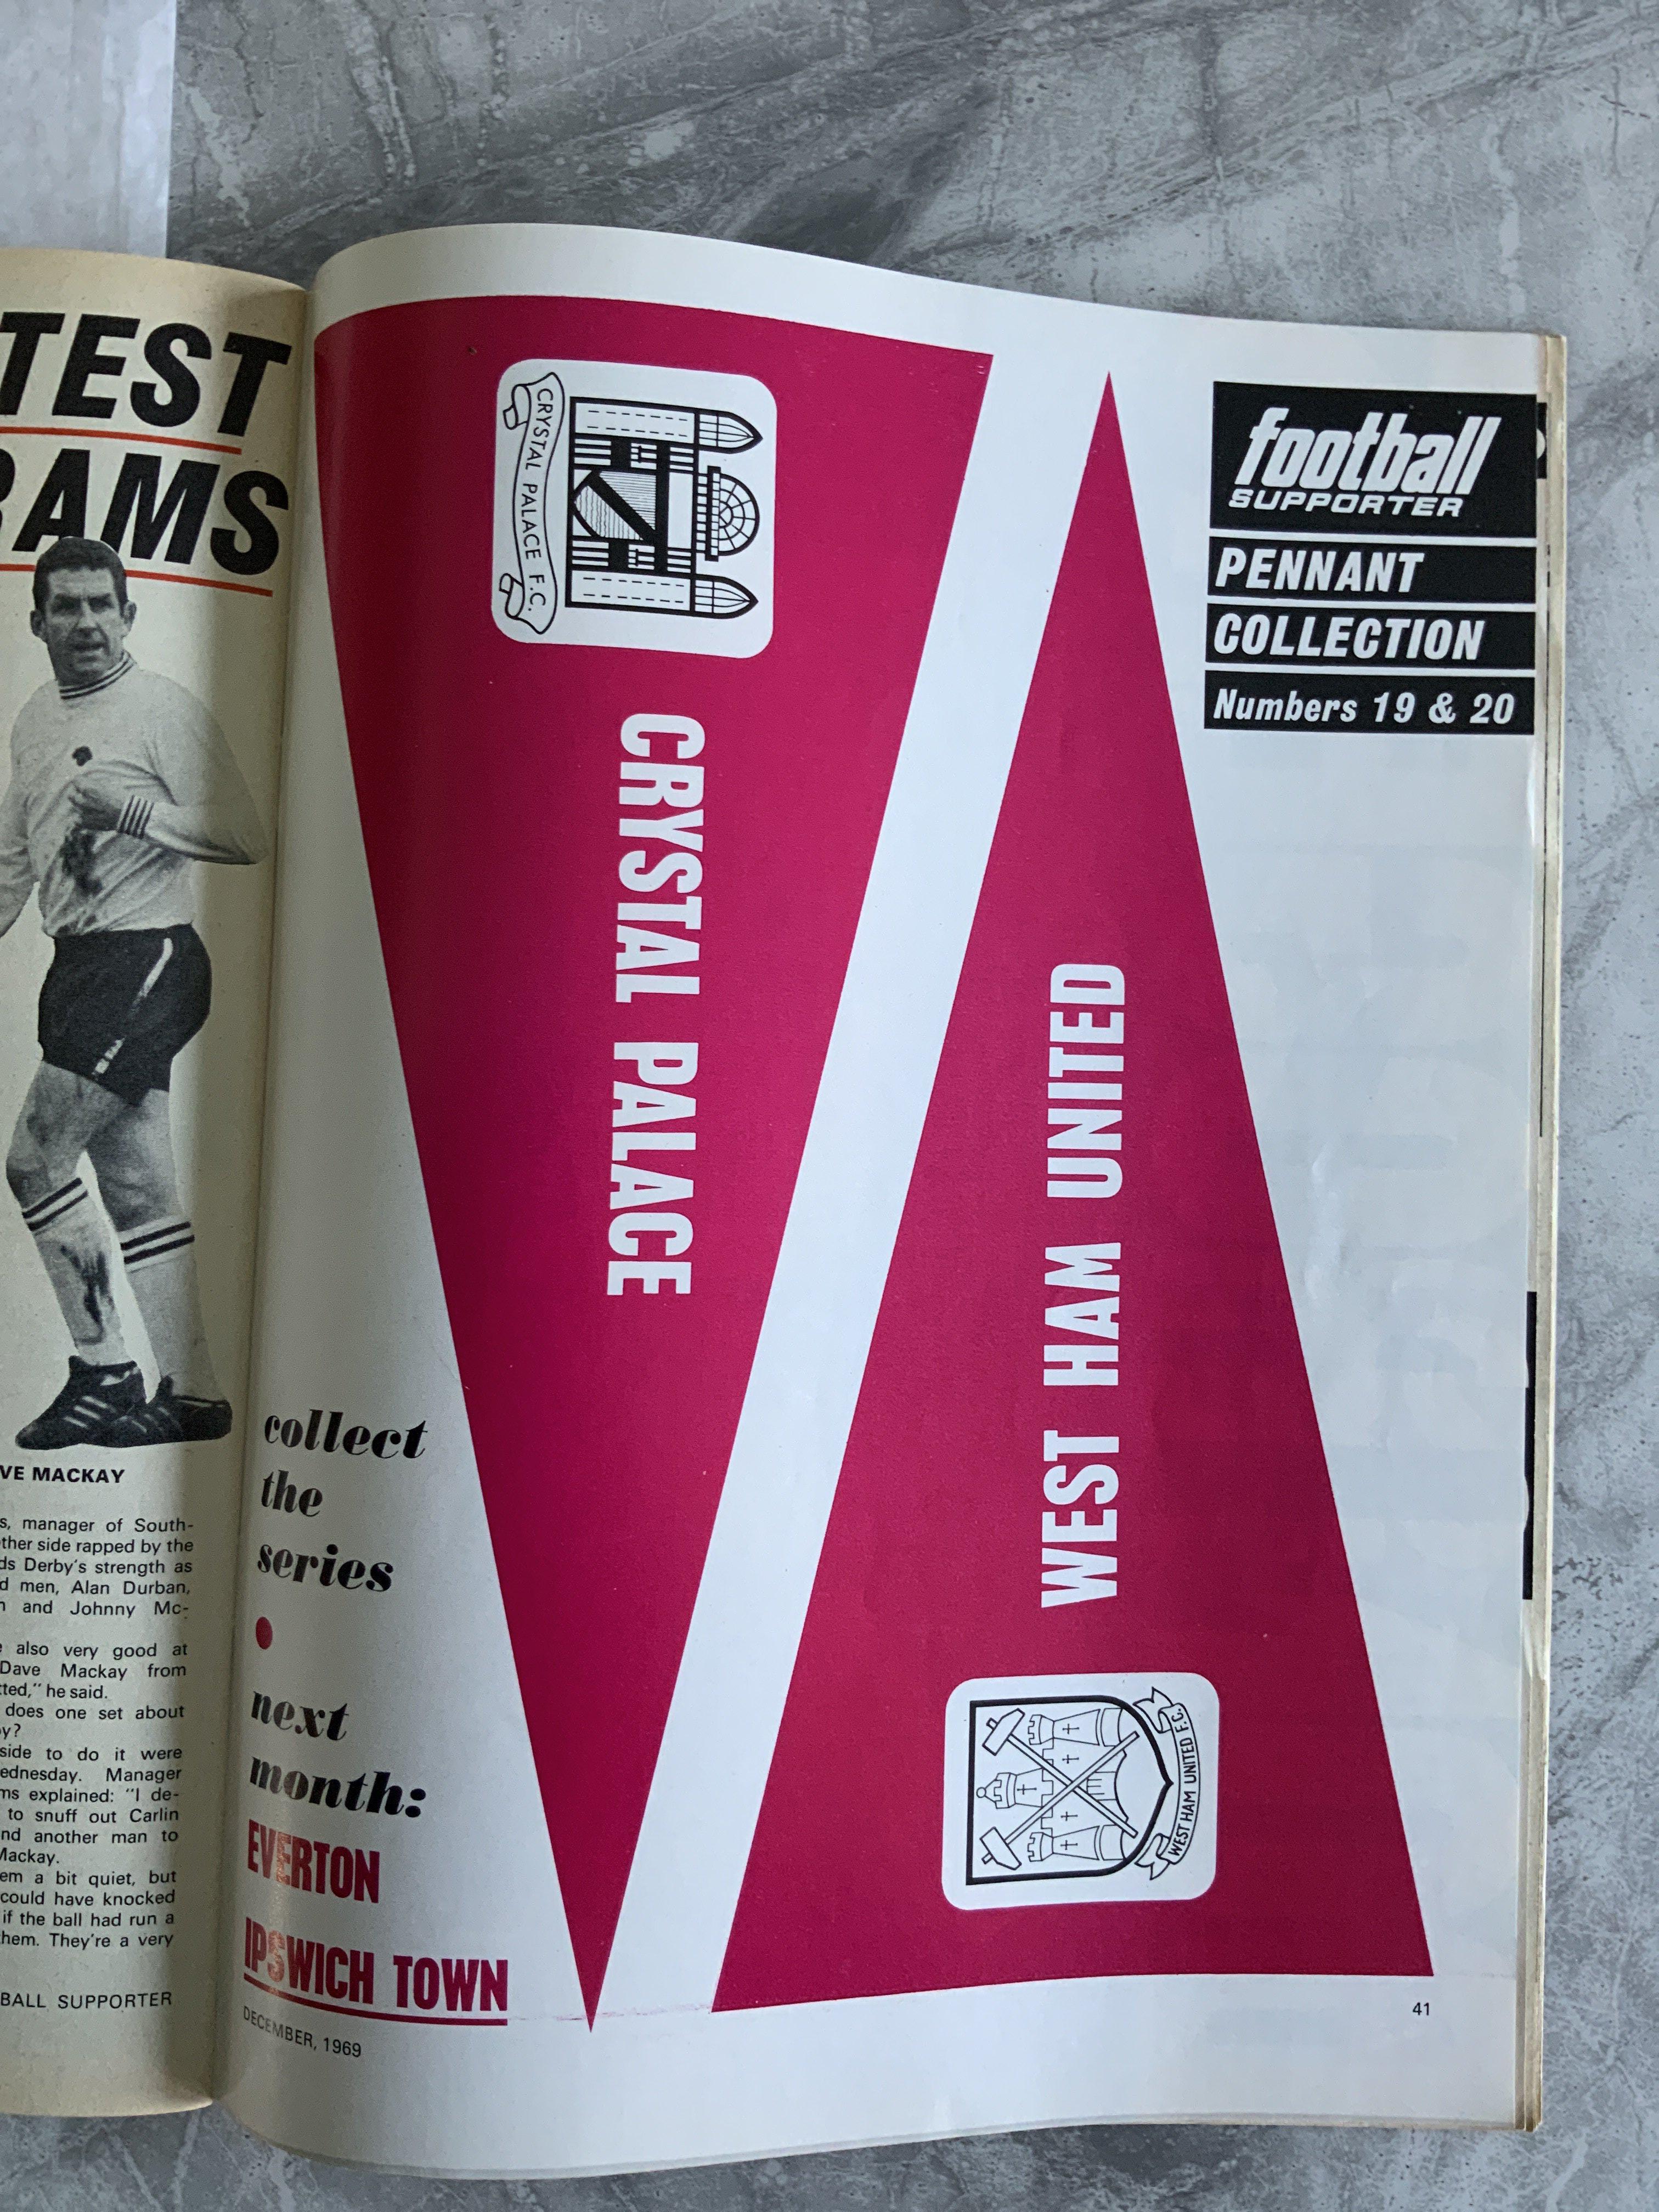 TEST
RAMS
VE MACKAY
s, manager of South-
ther side rapped by the
ds Derby's strength as
d men, Alan Durban,
n and Johnny Mc-
also very good at
Dave Mackay from
tted," he said.
does one set about
y?
side to do it were
ednesday. Manager
ms explained: "I de-
to snuff out Carlin
nd another man to
Mackay.
em a bit quiet, but
could have knocked
if the ball had run a
hem. They're a very
BALL SUPPORTER
CRYSTAL PALACE F.C.
CRYSTAL PALACE
football
SUPPORTER
PENNANT
COLLECTION
Numbers 19 & 20
WEST HAM UNITED
WEST HAM UNITED F.C.
collect
the
series
next
month:
EVERTON
IPSWICH TOWN
DECEMBER, 1969
41